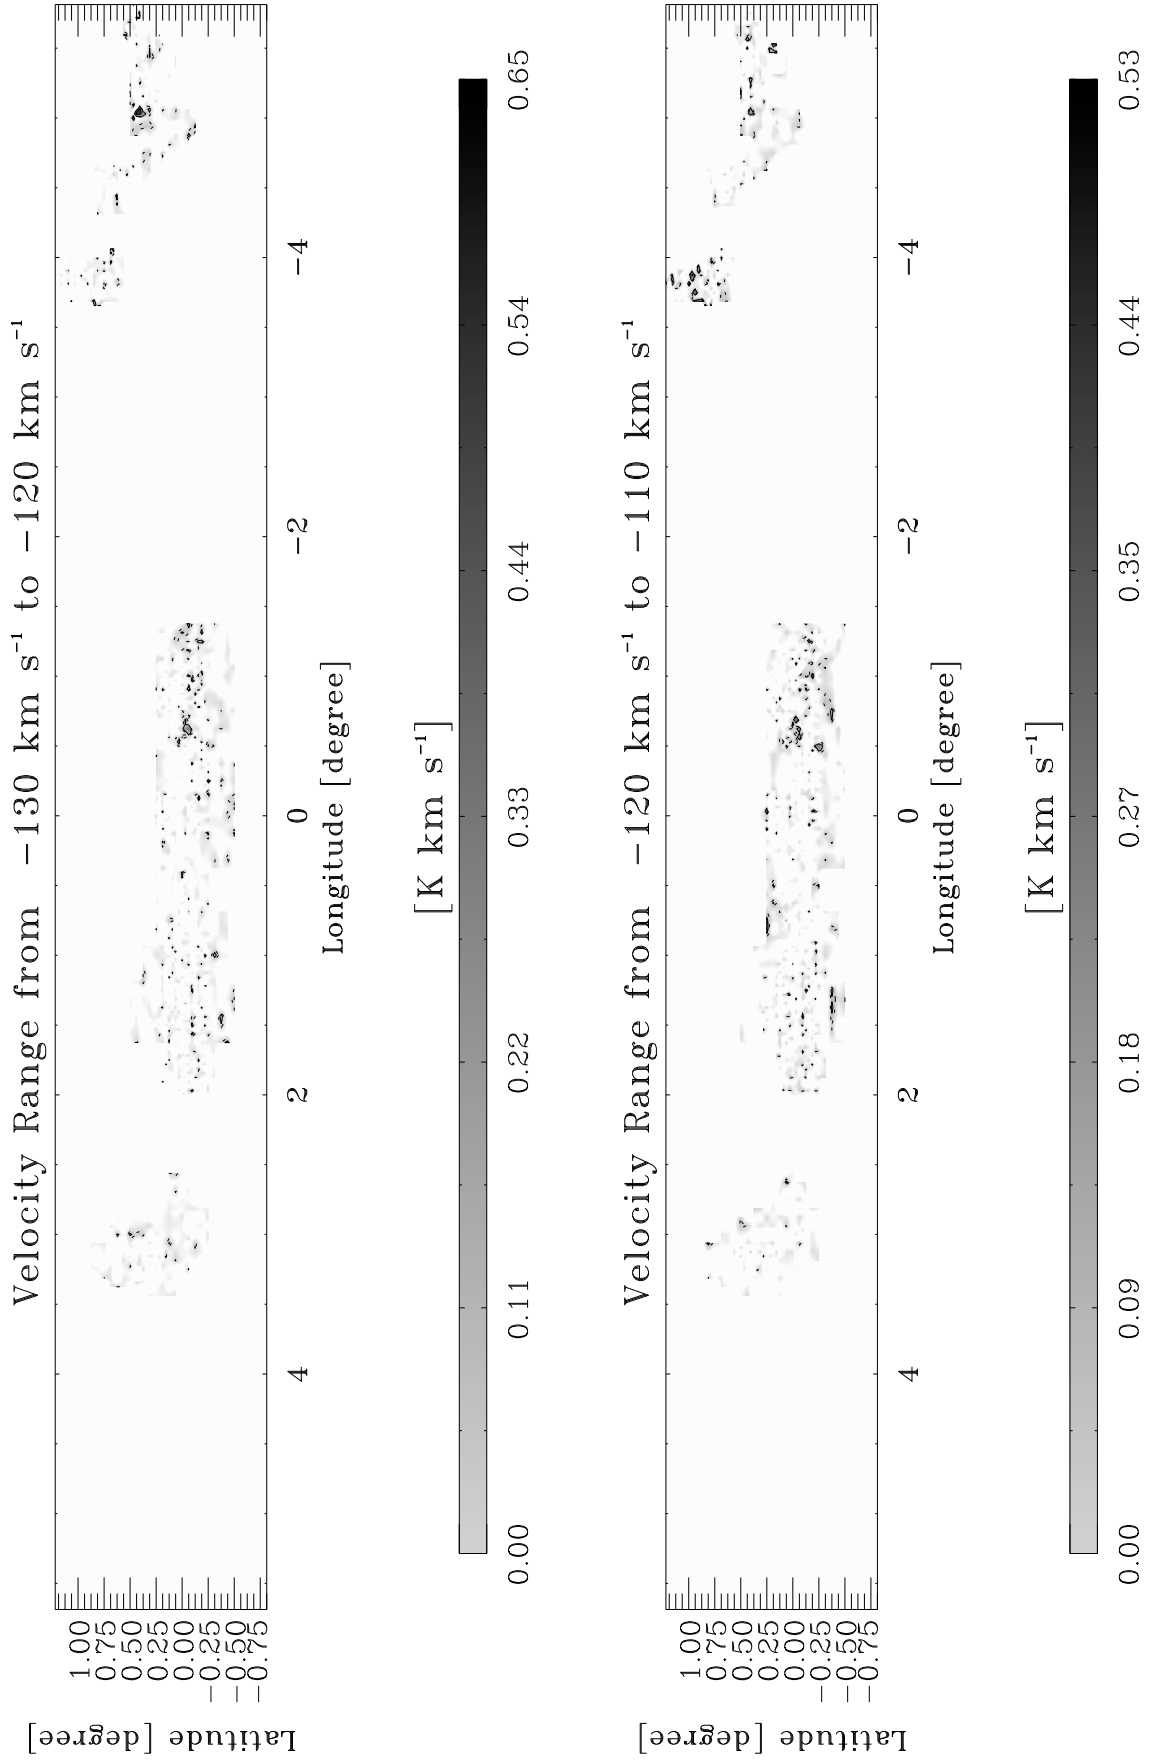 Velocity Range from −130 km s⁻¹ to −120 km s⁻¹
Latitude [degree]
1.00
0.75
0.50
0.25
0.00
−0.25
−0.50
−0.75
4 2 0 −2 −4
Longitude [degree]
[K km s⁻¹]
0.00 0.11 0.22 0.33 0.44 0.54 0.65
Velocity Range from −120 km s⁻¹ to −110 km s⁻¹
Latitude [degree]
1.00
0.75
0.50
0.25
0.00
−0.25
−0.50
−0.75
4 2 0 −2 −4
Longitude [degree]
[K km s⁻¹]
0.00 0.09 0.18 0.27 0.35 0.44 0.53